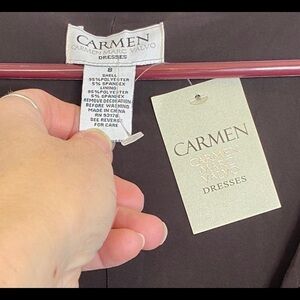 CARMEN
CARMEN MARC VALVO
DRESSES
8
SHELL:
95%POLYESTER
5% SPANDEX
LINING:
95%POLYESTER
5% SPANDEX
REMOVE DECORATION
BEFORE WASHING
MADE IN CHINA
RN 93178
SEE REVERSE
FOR CARE
CARMEN
CARMEN
MARC
VALVO
DRESSES